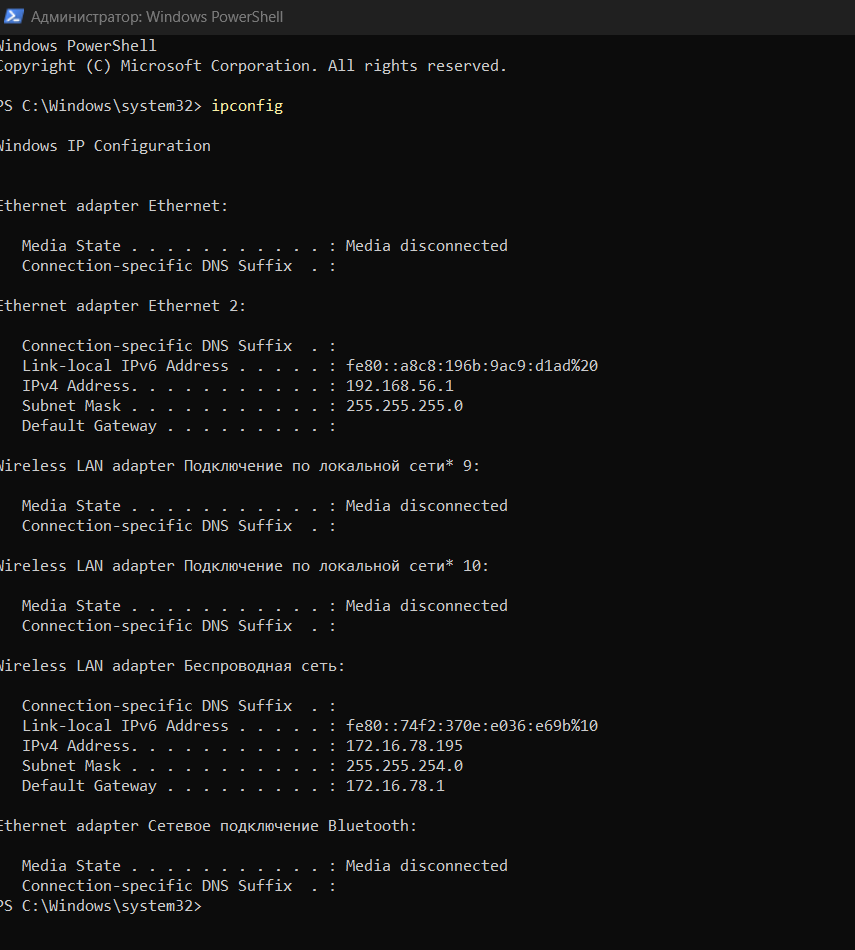 Администратор: Windows PowerShell
Windows PowerShell
Copyright (C) Microsoft Corporation. All rights reserved.
PS C:\Windows\system32> ipconfig
Windows IP Configuration
Ethernet adapter Ethernet:
Media State . . . . . . . . . . . : Media disconnected
Connection-specific DNS Suffix  . :
Ethernet adapter Ethernet 2:
Connection-specific DNS Suffix  . :
Link-local IPv6 Address . . . . . : fe80::a8c8:196b:9ac9:d1ad%20
IPv4 Address. . . . . . . . . . . : 192.168.56.1
Subnet Mask . . . . . . . . . . . : 255.255.255.0
Default Gateway . . . . . . . . . :
Wireless LAN adapter Подключение по локальной сети* 9:
Media State . . . . . . . . . . . : Media disconnected
Connection-specific DNS Suffix  . :
Wireless LAN adapter Подключение по локальной сети* 10:
Media State . . . . . . . . . . . : Media disconnected
Connection-specific DNS Suffix  . :
Wireless LAN adapter Беспроводная сеть:
Connection-specific DNS Suffix  . :
Link-local IPv6 Address . . . . . : fe80::74f2:370e:e036:e69b%10
IPv4 Address. . . . . . . . . . . : 172.16.78.195
Subnet Mask . . . . . . . . . . . : 255.255.254.0
Default Gateway . . . . . . . . . : 172.16.78.1
Ethernet adapter Сетевое подключение Bluetooth:
Media State . . . . . . . . . . . : Media disconnected
Connection-specific DNS Suffix  . :
PS C:\Windows\system32>